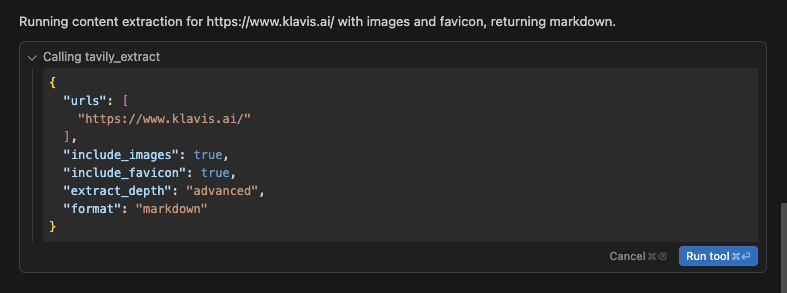 Running content extraction for https://www.klavis.ai/ with images and favicon, returning markdown.
Calling tavily_extract
{
"urls": [
"https://www.klavis.ai/"
],
"include_images": true,
"include_favicon": true,
"extract_depth": "advanced",
"format": "markdown"
}
Cancel ⌘⌫ Run tool ⌘⏎